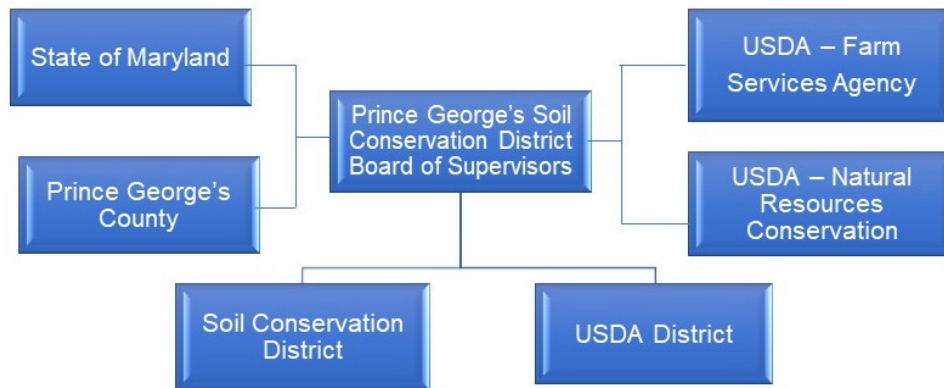 State of Maryland
Prince George’s
County
Prince George’s Soil
Conservation District
Board of Supervisors
USDA – Farm
Services Agency
USDA – Natural
Resources
Conservation
Soil Conservation
District
USDA District